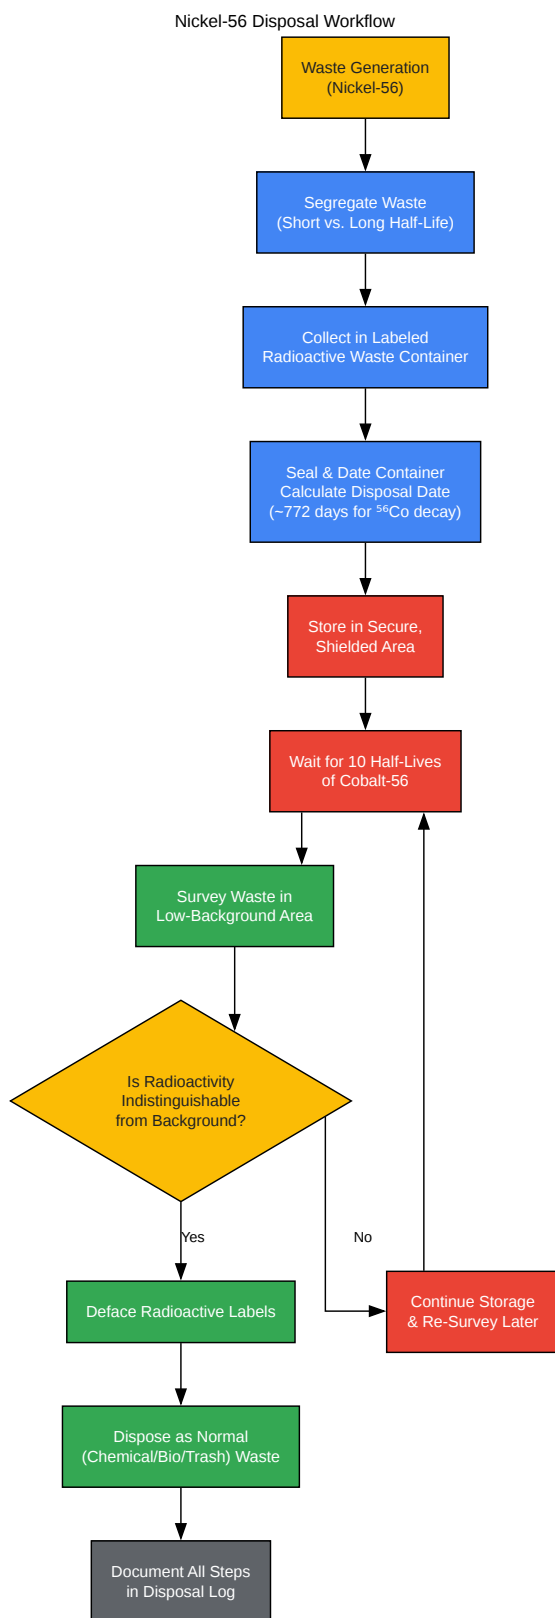 Nickel-56 Disposal Workflow
Waste Generation
(Nickel-56)
Segregate Waste
(Short vs. Long Half-Life)
Collect in Labeled
Radioactive Waste Container
Seal & Date Container
Calculate Disposal Date
(~772 days for ⁵⁶Co decay)
Store in Secure,
Shielded Area
Wait for 10 Half-Lives
of Cobalt-56
Survey Waste in
Low-Background Area
Is Radioactivity
Indistinguishable
from Background?
Yes
No
Continue Storage
& Re-Survey Later
Deface Radioactive Labels
Dispose as Normal
(Chemical/Bio/Trash) Waste
Document All Steps
in Disposal Log